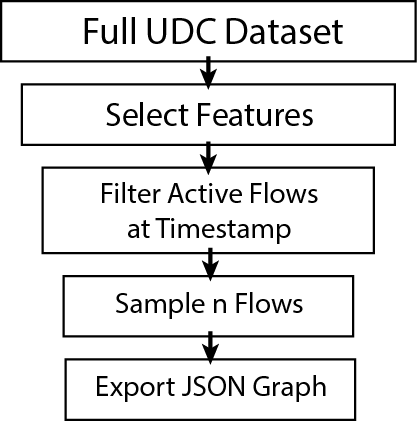 Full UDC Dataset
Select Features
Filter Active Flows
at Timestamp
Sample n Flows
Export JSON Graph